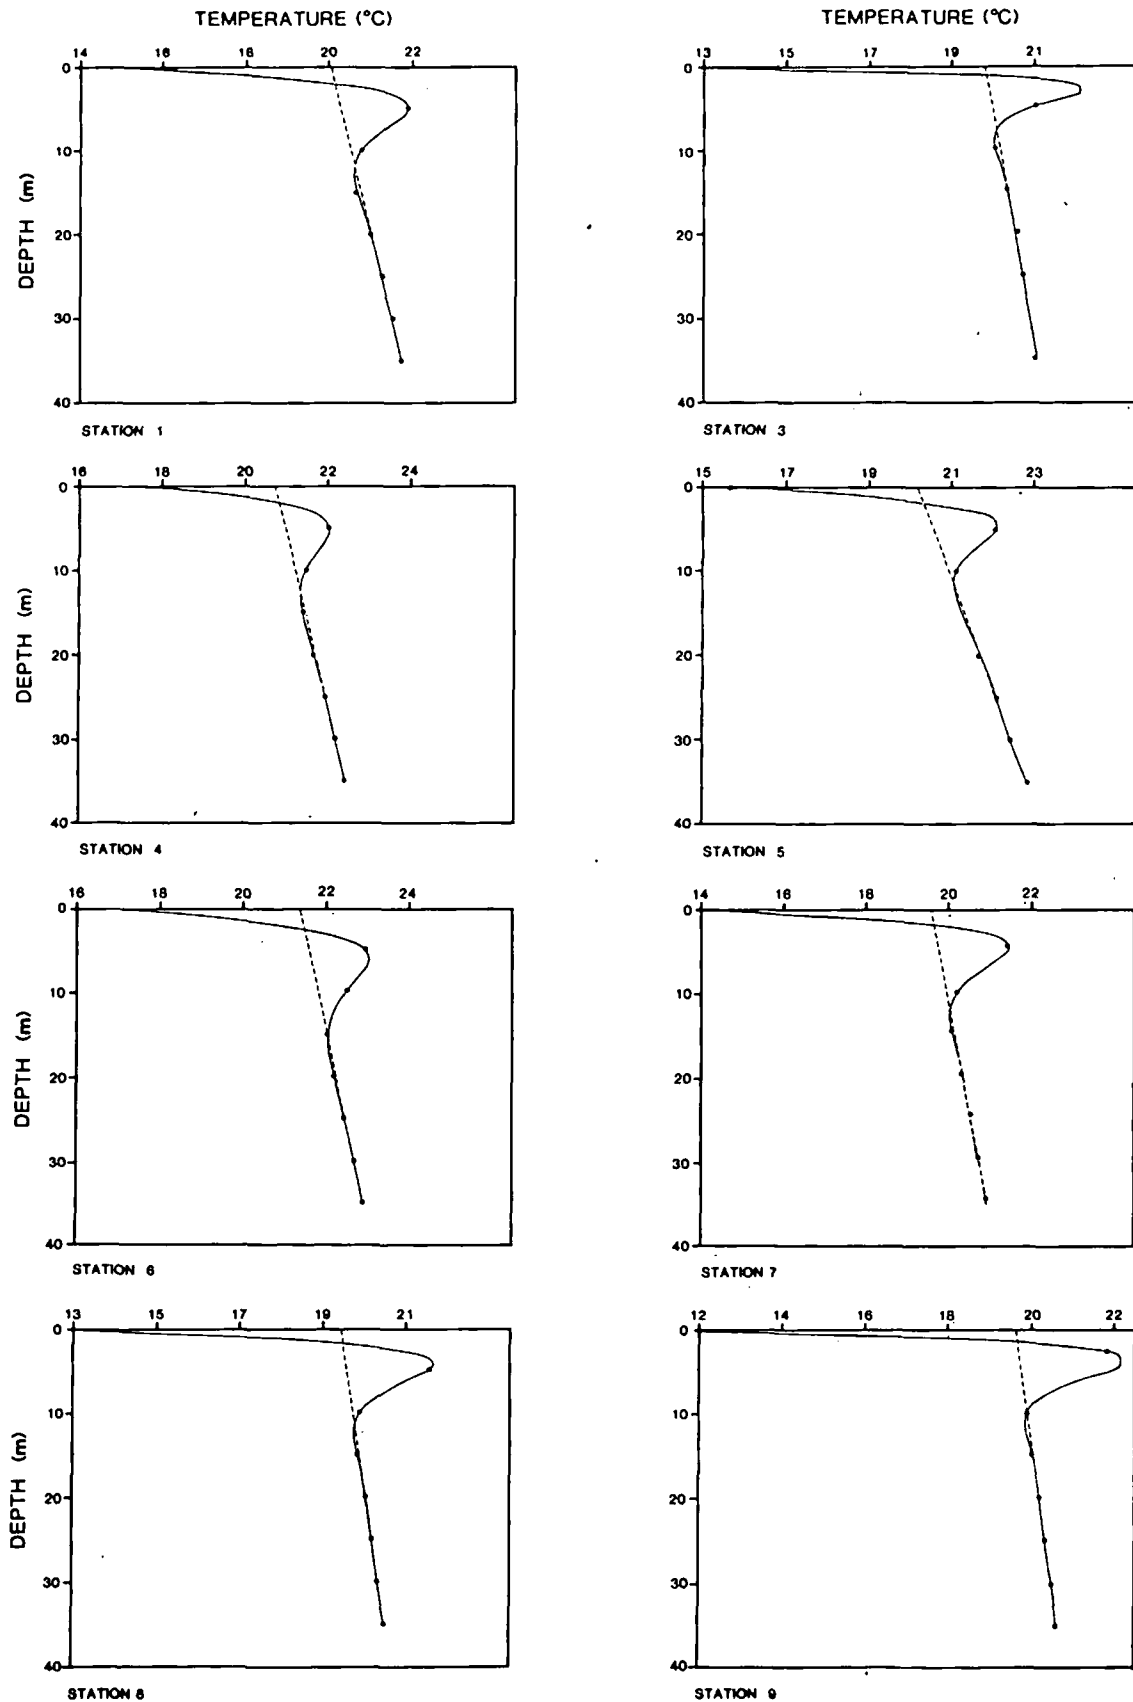 TEMPERATURE (°C)
14 16 18 20 22
0
10
20
30
40
DEPTH (m)
STATION 1
TEMPERATURE (°C)
13 15 17 19 21
0
10
20
30
40
STATION 3
16 18 20 22 24
0
10
20
30
40
DEPTH (m)
STATION 4
15 17 19 21 23
0
10
20
30
40
STATION 5
16 18 20 22 24
0
10
20
30
40
DEPTH (m)
STATION 6
14 16 18 20 22
0
10
20
30
40
STATION 7
13 15 17 19 21
0
10
20
30
40
DEPTH (m)
STATION 8
12 14 16 18 20 22
0
10
20
30
40
STATION 9